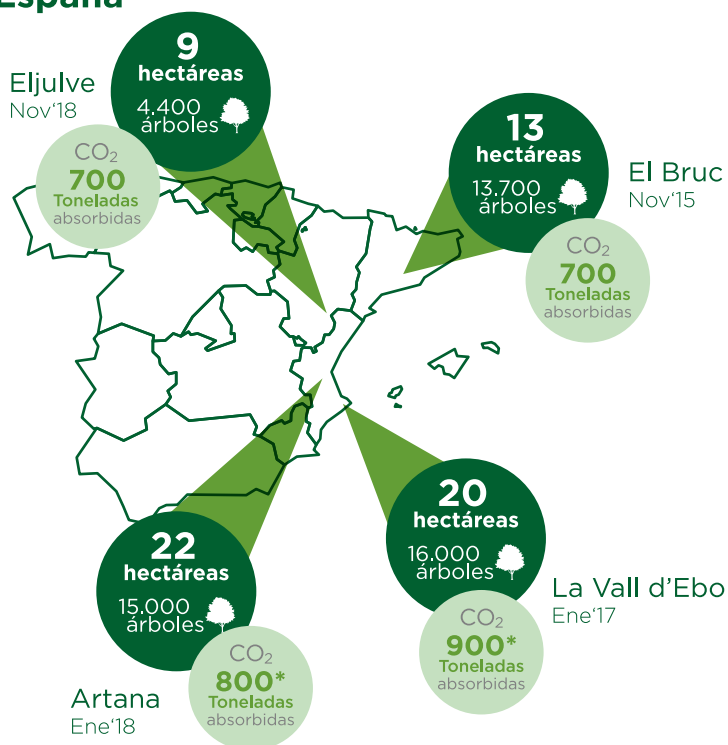 España
Eljulve
Nov‘18
9
hectáreas
4.400
árboles
CO₂
700
Toneladas
absorbidas
13
hectáreas
13.700
árboles
El Bruc
Nov‘15
CO₂
700
Toneladas
absorbidas
22
hectáreas
15.000
árboles
CO₂
800*
Toneladas
absorbidas
Artana
Ene‘18
20
hectáreas
16.000
árboles
La Vall d’Ebo
Ene‘17
CO₂
900*
Toneladas
absorbidas